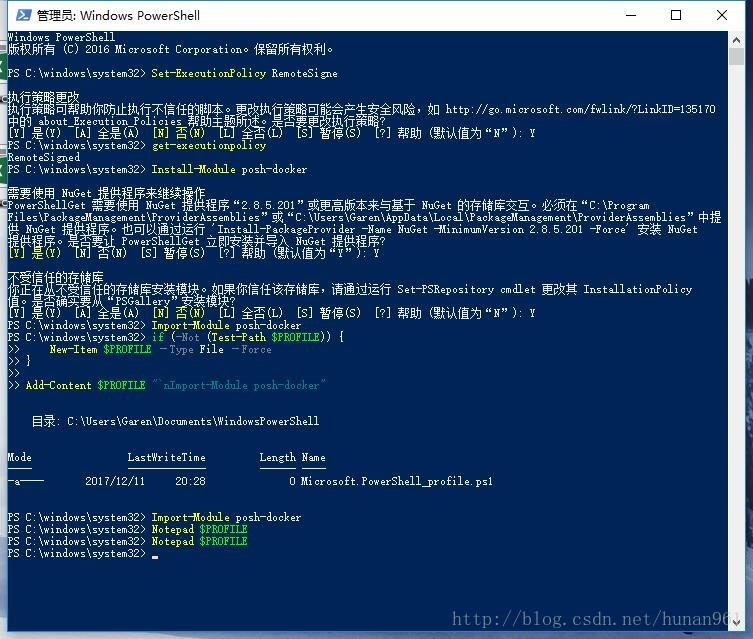 管理员: Windows PowerShell
Windows PowerShell
版权所有 (C) 2016 Microsoft Corporation。保留所有权利。
PS C:\windows\system32> Set-ExecutionPolicy RemoteSigne
执行策略更改
执行策略可帮助你防止执行不信任的脚本。更改执行策略可能会产生安全风险，如 http://go.microsoft.com/fwlink/?LinkID=135170
中的 about_Execution_Policies 帮助主题所述。是否要更改执行策略?
[Y] 是(Y)  [A] 全是(A)  [N] 否(N)  [L] 全否(L)  [S] 暂停(S)  [?] 帮助 (默认值为“N”): Y
PS C:\windows\system32> get-executionpolicy
RemoteSigned
PS C:\windows\system32> Install-Module posh-docker
需要使用 NuGet 提供程序来继续操作
PowerShellGet 需要使用 NuGet 提供程序“2.8.5.201”或更高版本来与基于 NuGet 的存储库交互。必须在“C:\Program
Files\PackageManagement\ProviderAssemblies”或“C:\Users\Garen\AppData\Local\PackageManagement\ProviderAssemblies”中提
供 NuGet 提供程序。也可以通过运行 'Install-PackageProvider -Name NuGet -MinimumVersion 2.8.5.201 -Force' 安装 NuGet
提供程序。是否要让 PowerShellGet 立即安装并导入 NuGet 提供程序?
[Y] 是(Y)  [N] 否(N)  [S] 暂停(S)  [?] 帮助 (默认值为“Y”): Y
不受信任的存储库
你正在从不受信任的存储库安装模块。如果你信任该存储库，请通过运行 Set-PSRepository cmdlet 更改其 InstallationPolicy
值。是否确实要从“PSGallery”安装模块?
[Y] 是(Y)  [A] 全是(A)  [N] 否(N)  [L] 全否(L)  [S] 暂停(S)  [?] 帮助 (默认值为“N”): Y
PS C:\windows\system32> Import-Module posh-docker
PS C:\windows\system32> if (-Not (Test-Path $PROFILE)) {
>>     New-Item $PROFILE –Type File –Force
>> }
>>
>> Add-Content $PROFILE "`nImport-Module posh-docker"
目录: C:\Users\Garen\Documents\WindowsPowerShell
Mode                LastWriteTime         Length Name
-a----       2017/12/11     20:28              0 Microsoft.PowerShell_profile.ps1
PS C:\windows\system32> Import-Module posh-docker
PS C:\windows\system32> Notepad $PROFILE
PS C:\windows\system32> Notepad $PROFILE
PS C:\windows\system32>
http://blog.csdn.net/hunan961